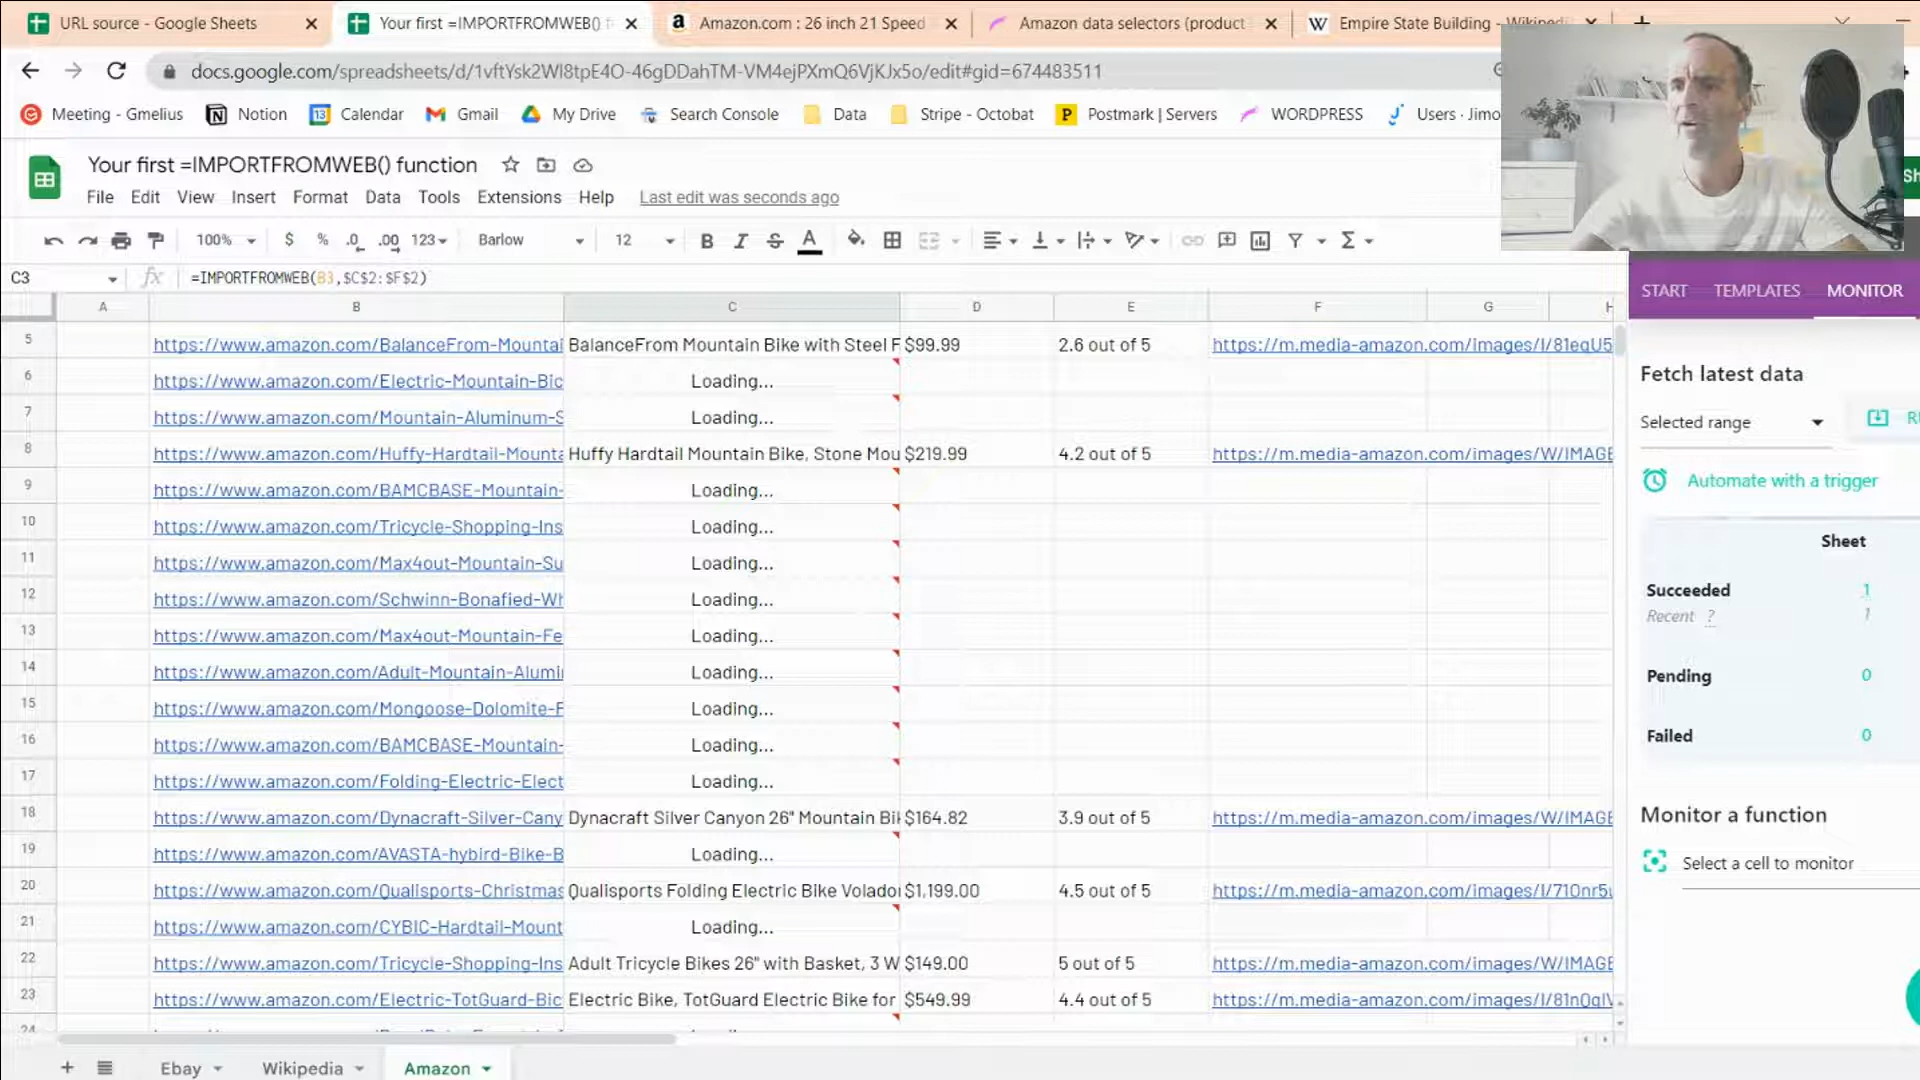 URL source - Google Sheets
Your first =IMPORTFROMWEB()
Amazon.com : 26 inch 21 Speed
Amazon data selectors (product
Empire State Building - Wikipedi
docs.google.com/spreadsheets/d/1vftYsk2Wl8tpE4O-46gDDahTM-VM4ejPXmQ6VjKJx5o/edit#gid=674483511
Meeting - Gmelius
Notion
Calendar
Gmail
My Drive
Search Console
Data
Stripe - Octobat
Postmark | Servers
WORDPRESS
Users · Jimo
Your first =IMPORTFROMWEB() function
File Edit View Insert Format Data Tools Extensions Help Last edit was seconds ago
Sh
100% $ % .0 .00 123 Barlow 12 B I S A
C3 fx =IMPORTFROMWEB(B3,$C$2:$F$2)
START TEMPLATES MONITOR
A B C D E F G H
5 https://www.amazon.com/BalanceFrom-Mountai BalanceFrom Mountain Bike with Steel F $99.99 2.6 out of 5 https://m.media-amazon.com/images/I/81eqU5
6 https://www.amazon.com/Electric-Mountain-Bic Loading...
7 https://www.amazon.com/Mountain-Aluminum-S Loading...
8 https://www.amazon.com/Huffy-Hardtail-Mounta Huffy Hardtail Mountain Bike, Stone Mou $219.99 4.2 out of 5 https://m.media-amazon.com/images/W/IMAGE
9 https://www.amazon.com/BAMCBASE-Mountain- Loading...
10 https://www.amazon.com/Tricycle-Shopping-Ins Loading...
11 https://www.amazon.com/Max4out-Mountain-Su Loading...
12 https://www.amazon.com/Schwinn-Bonafied-Wh Loading...
13 https://www.amazon.com/Max4out-Mountain-Fe Loading...
14 https://www.amazon.com/Adult-Mountain-Alumi Loading...
15 https://www.amazon.com/Mongoose-Dolomite-F Loading...
16 https://www.amazon.com/BAMCBASE-Mountain- Loading...
17 https://www.amazon.com/Folding-Electric-Elect Loading...
18 https://www.amazon.com/Dynacraft-Silver-Cany Dynacraft Silver Canyon 26" Mountain Bi $164.82 3.9 out of 5 https://m.media-amazon.com/images/W/IMAGE
19 https://www.amazon.com/AVASTA-hybird-Bike-B Loading...
20 https://www.amazon.com/Qualisports-Christmas Qualisports Folding Electric Bike Volado $1,199.00 4.5 out of 5 https://m.media-amazon.com/images/I/710nr5
21 https://www.amazon.com/CYBIC-Hardtail-Mount Loading...
22 https://www.amazon.com/Tricycle-Shopping-Ins Adult Tricycle Bikes 26" with Basket, 3 W $149.00 5 out of 5 https://m.media-amazon.com/images/W/IMAGE
23 https://www.amazon.com/Electric-TotGuard-Bic Electric Bike, TotGuard Electric Bike for $549.99 4.4 out of 5 https://m.media-amazon.com/images/I/81nQqlV
24
Fetch latest data
Selected range
Automate with a trigger
Sheet
Succeeded 1
Recent ? 1
Pending 0
Failed 0
Monitor a function
Select a cell to monitor
Ebay Wikipedia Amazon